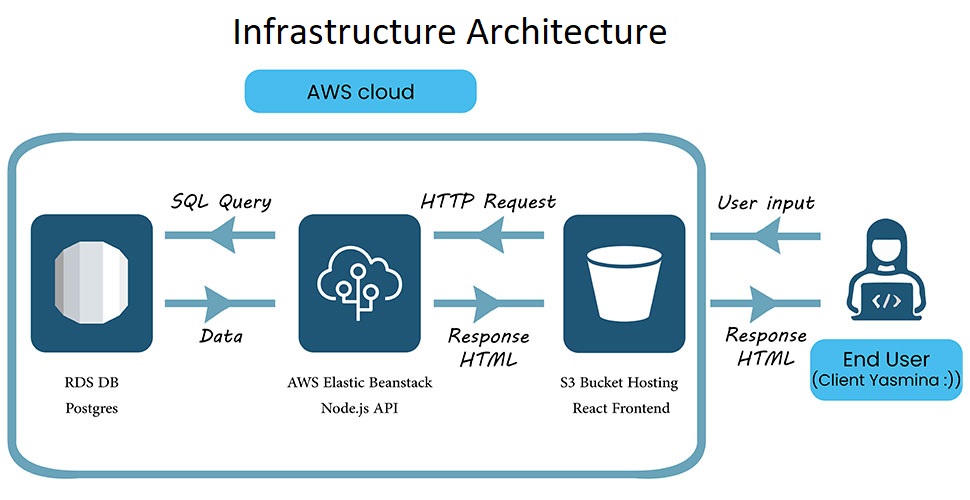 Infrastructure Architecture
AWS cloud
SQL Query
HTTP Request
User input
</>
Data
Response
HTML
Response
HTML
RDS DB
Postgres
AWS Elastic Beanstack
Node.js API
S3 Bucket Hosting
React Frontend
End User
(Client Yasmina :))